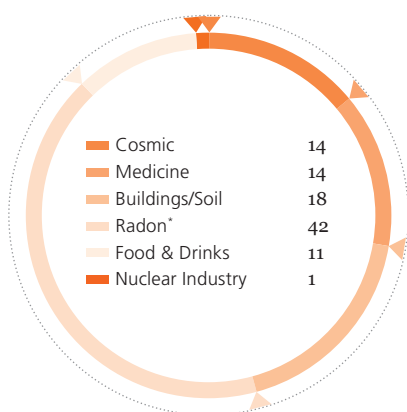 Cosmic 14
Medicine 14
Buildings/Soil 18
Radon* 42
Food & Drinks 11
Nuclear Industry 1